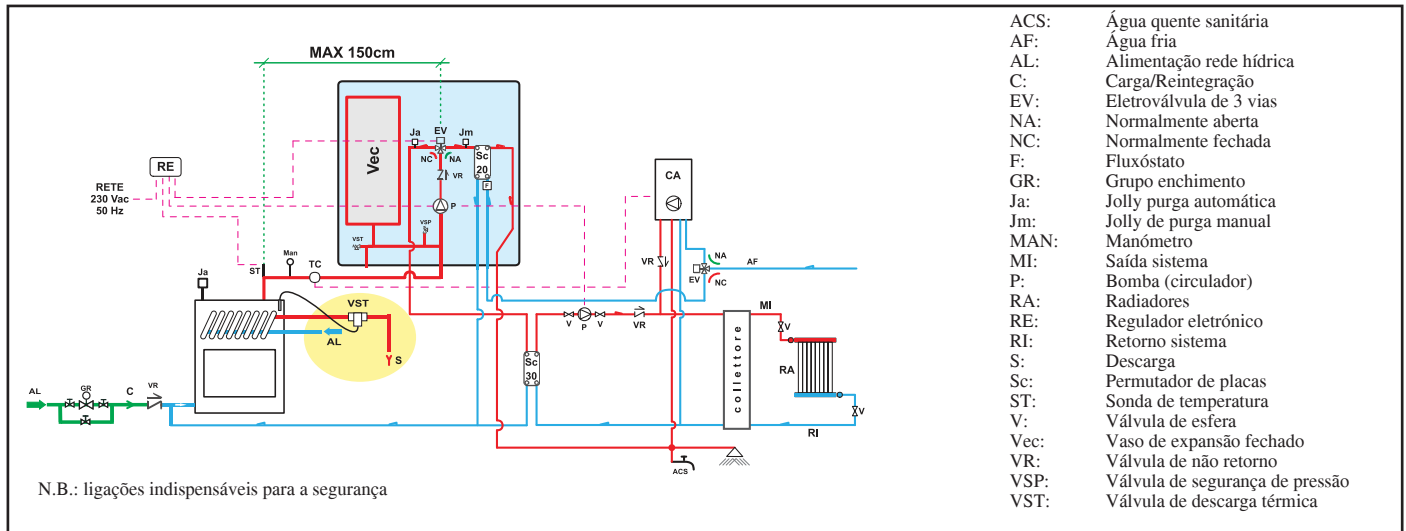 MAX 150cm
RE
RETE
230 Vac
50 Hz
Vec
Ja
EV
Jm
NC
NA
Sc
20
F
VR
P
VSP
VST
CA
ST
Man
TC
Ja
VST
AL
S
VR
EV
NA
NC
AF
V
P
V
VR
MI
V
RA
V
RI
collettore
Sc
30
AL
GR
C
VR
ACS
N.B.: ligações indispensáveis para a segurança
ACS: Água quente sanitária
AF: Água fria
AL: Alimentação rede hídrica
C: Carga/Reintegração
EV: Eletroválvula de 3 vias
NA: Normalmente aberta
NC: Normalmente fechada
F: Fluxóstato
GR: Grupo enchimento
Ja: Jolly purga automática
Jm: Jolly de purga manual
MAN: Manómetro
MI: Saída sistema
P: Bomba (circulador)
RA: Radiadores
RE: Regulador eletrónico
RI: Retorno sistema
S: Descarga
Sc: Permutador de placas
ST: Sonda de temperatura
V: Válvula de esfera
Vec: Vaso de expansão fechado
VR: Válvula de não retorno
VSP: Válvula de segurança de pressão
VST: Válvula de descarga térmica